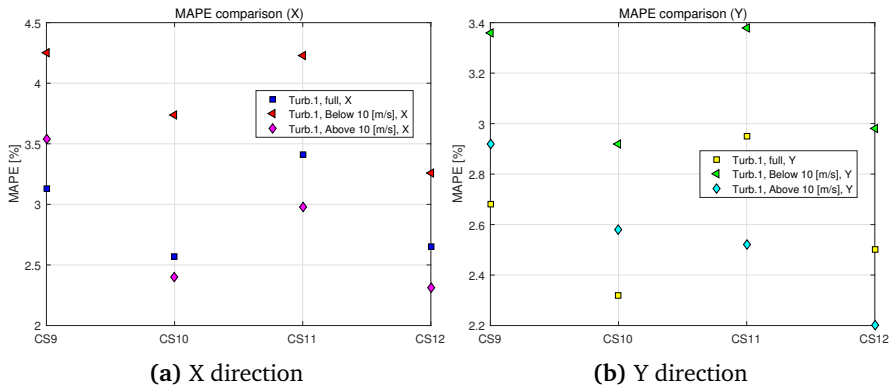 MAPE comparison (X)
4.5
4
3.5
3
2.5
2
MAPE [%]
Turb.1, full, X
Turb.1, Below 10 [m/s], X
Turb.1, Above 10 [m/s], X
CS9 CS10 CS11 CS12
(a) X direction
MAPE comparison (Y)
3.4
3.2
3
2.8
2.6
2.4
2.2
MAPE [%]
Turb.1, full, Y
Turb.1, Below 10 [m/s], Y
Turb.1, Above 10 [m/s], Y
CS9 CS10 CS11 CS12
(b) Y direction